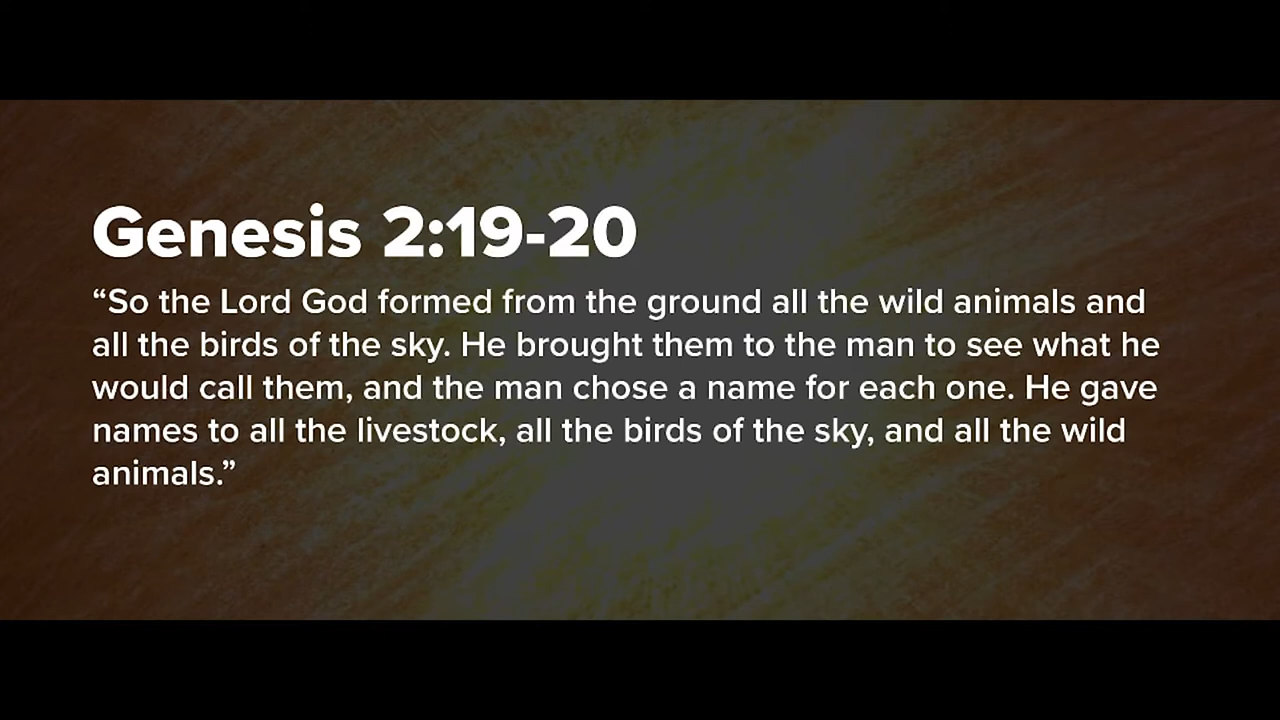 Genesis 2:19-20
“So the Lord God formed from the ground all the wild animals and
all the birds of the sky. He brought them to the man to see what he
would call them, and the man chose a name for each one. He gave
names to all the livestock, all the birds of the sky, and all the wild
animals.”